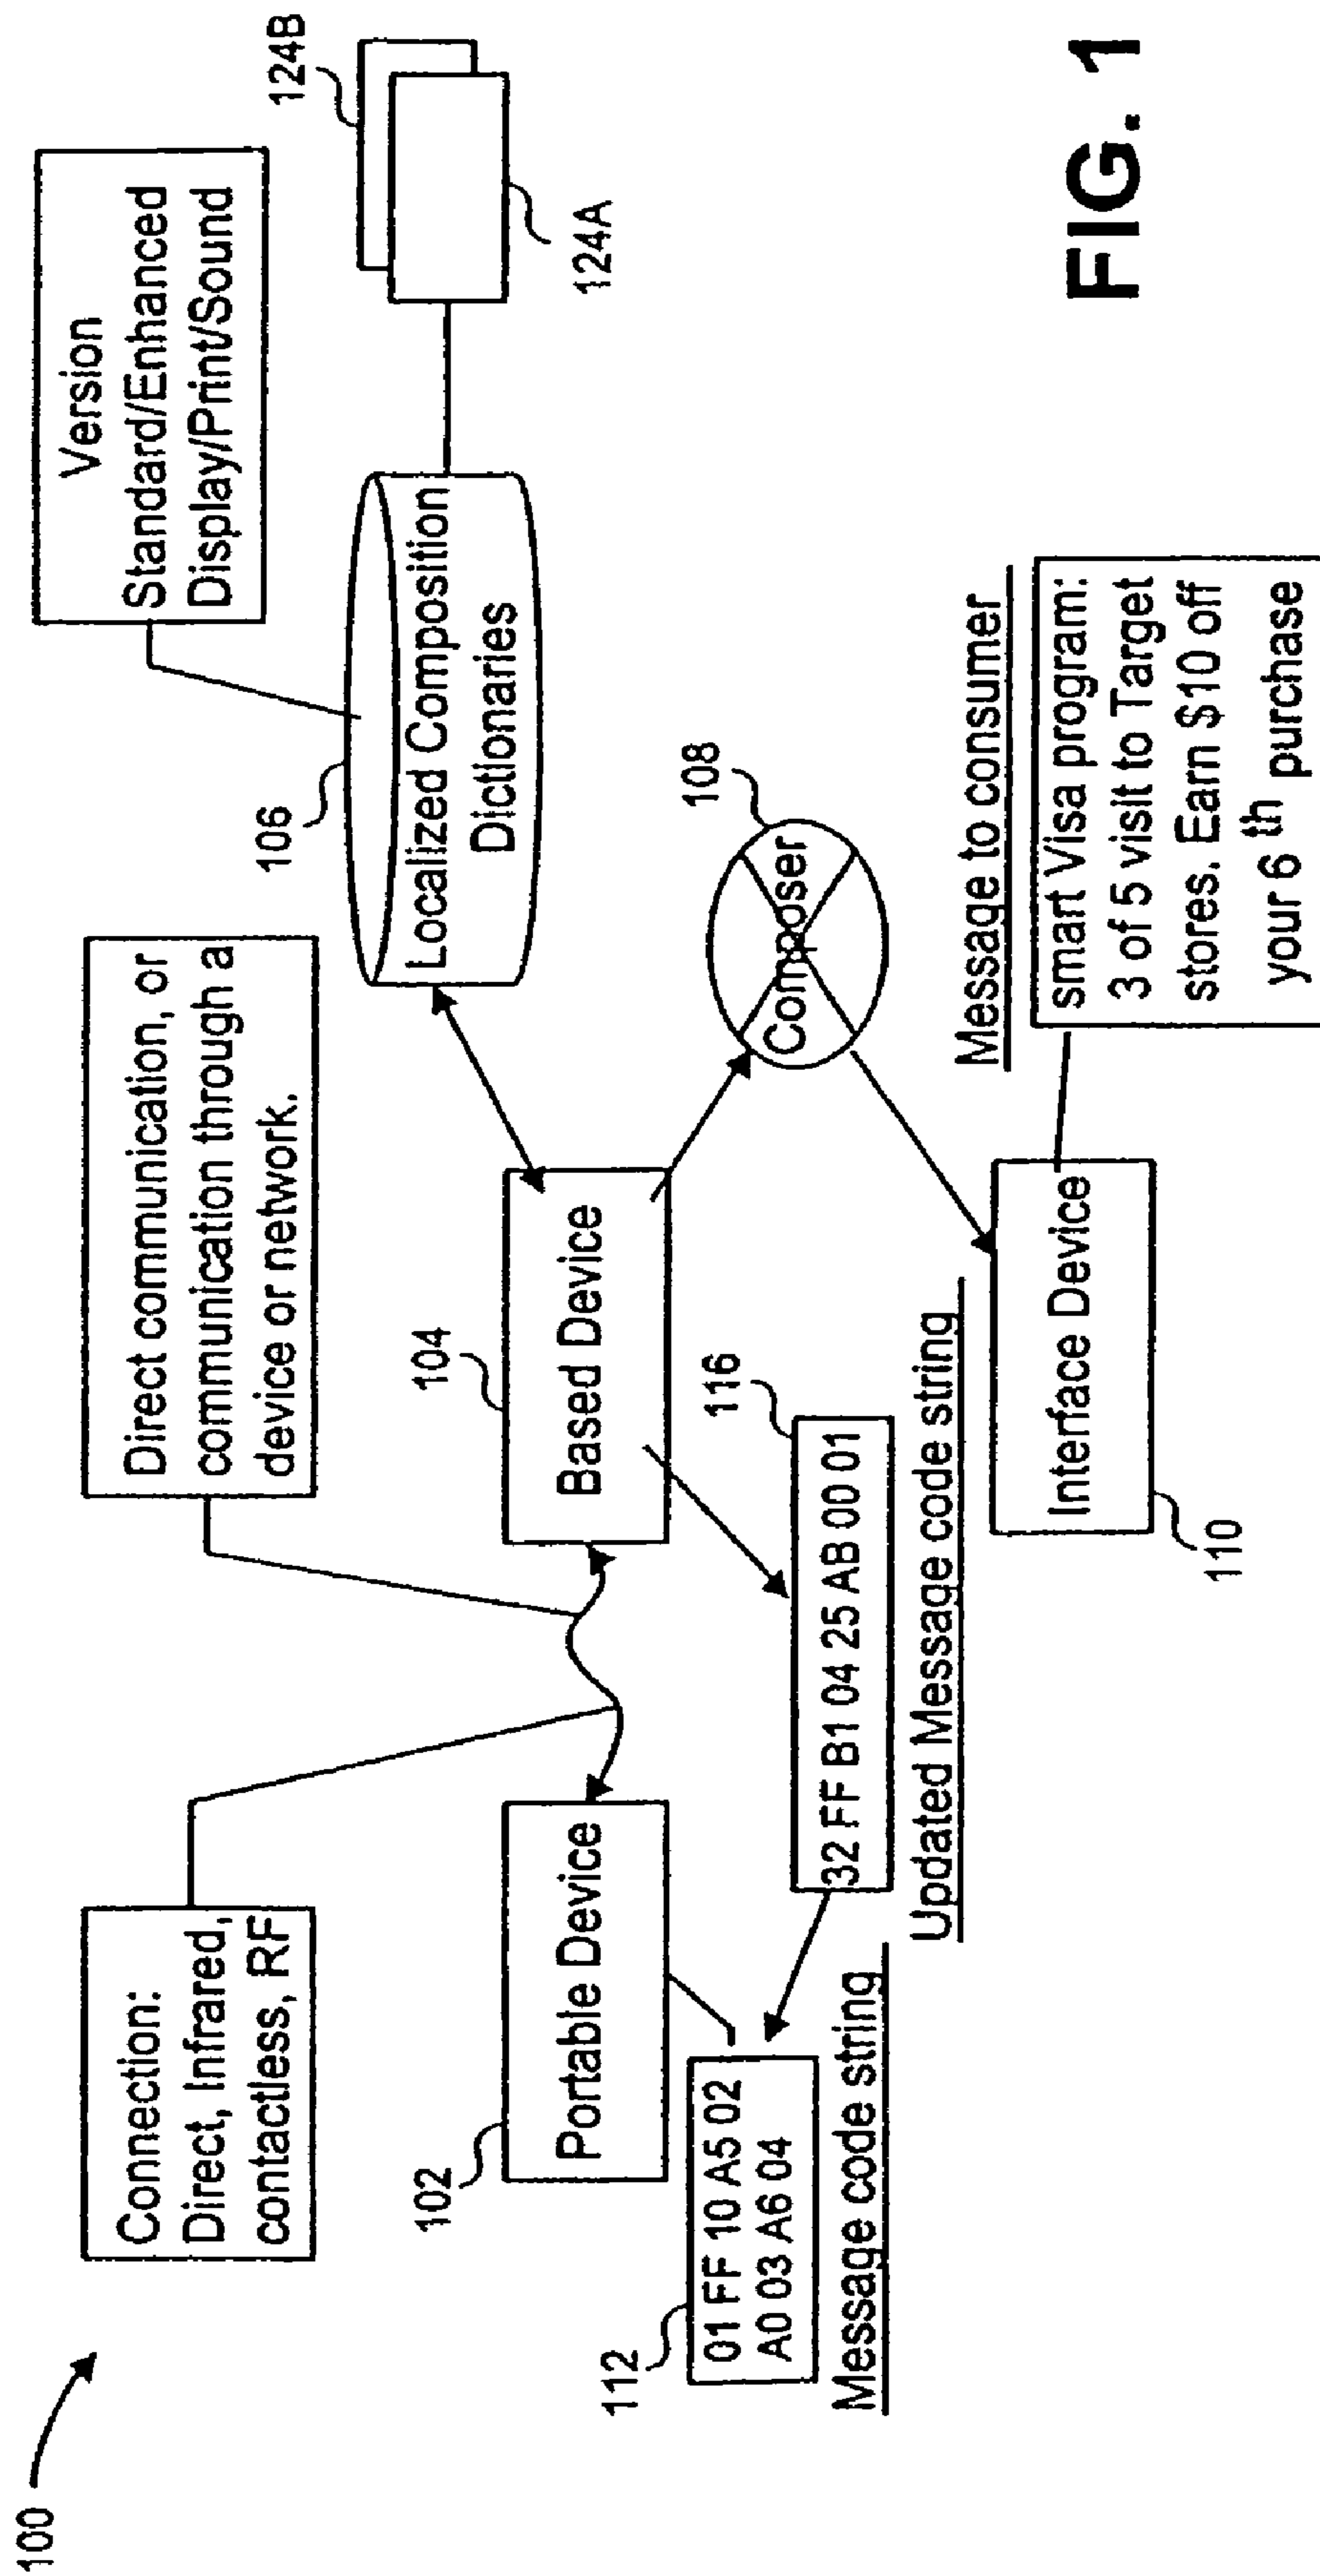 100
Connection:
Direct, Infrared,
contactless, RF
Direct communication, or
communication through a
device or network.
Version
Standard/Enhanced
Display/Print/Sound
102
Portable Device
104
Based Device
106
Localized Composition
Dictionaries
124B
124A
112
01 FF 10 A5 02
A0 03 A6 04
Message code string
116
32 FF B1 04 25 AB 00 01
Updated Message code string
108
Composer
110
Interface Device
Message to consumer
smart Visa program:
3 of 5 visit to Target
stores. Earn $10 off
your 6th purchase
FIG. 1